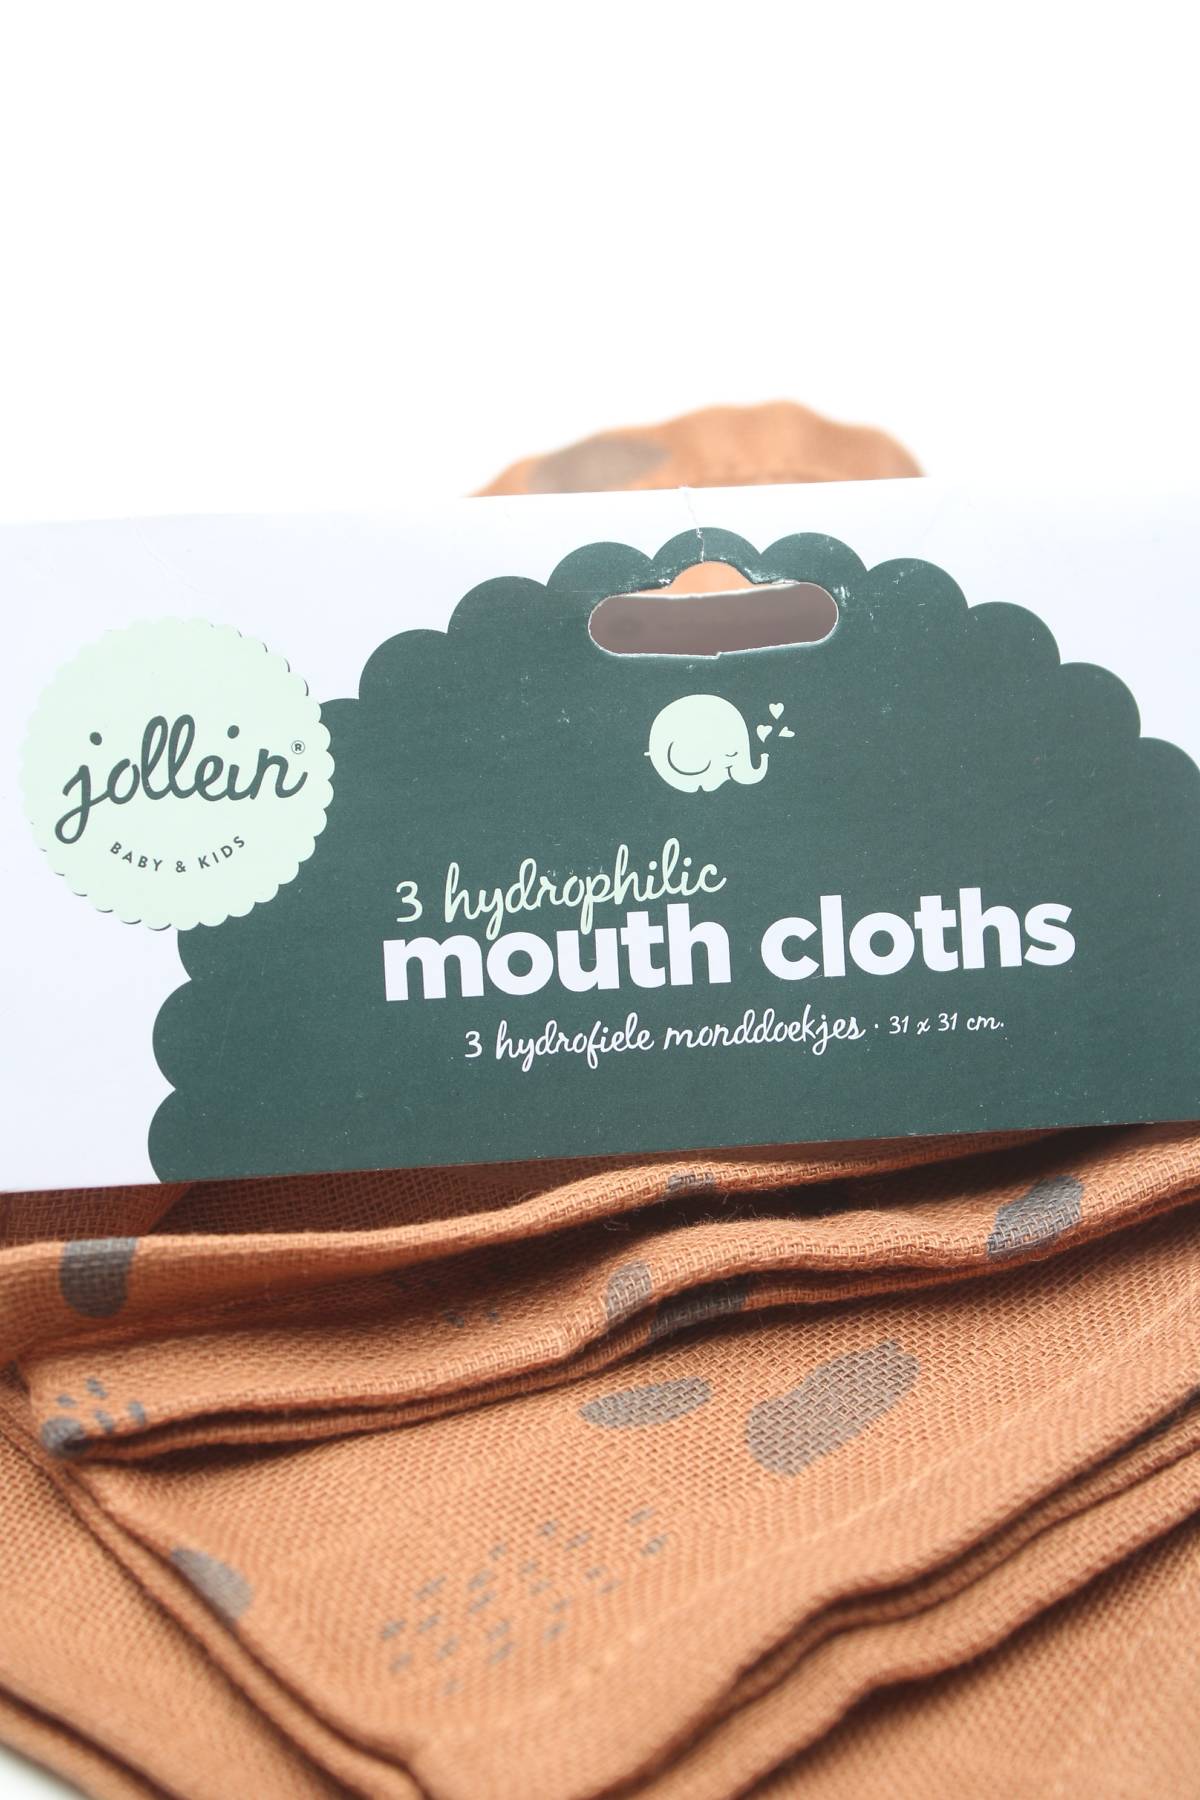 jollein®
BABY & KIDS
3 hydrophilic
mouth cloths
3 hydrofiele monddoekjes · 31 x 31 cm.